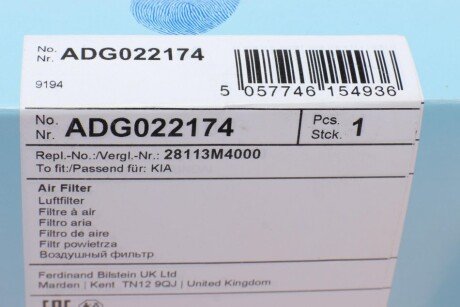 No.
Nr. ADG022174
9194
5 057746 154936
No.
Nr. ADG022174
Pcs.
Stck. 1
Repl.-No.:/Vergl.-Nr.: 28113M4000
To fit:/Passend für: KIA
Air Filter
Luftfilter
Filtre à air
Filtro aria
Filtro de aire
Filtr powietrza
Воздушный фильтр
Ferdinand Bilstein UK Ltd
Marden | Kent TN12 9QJ | United Kingdom